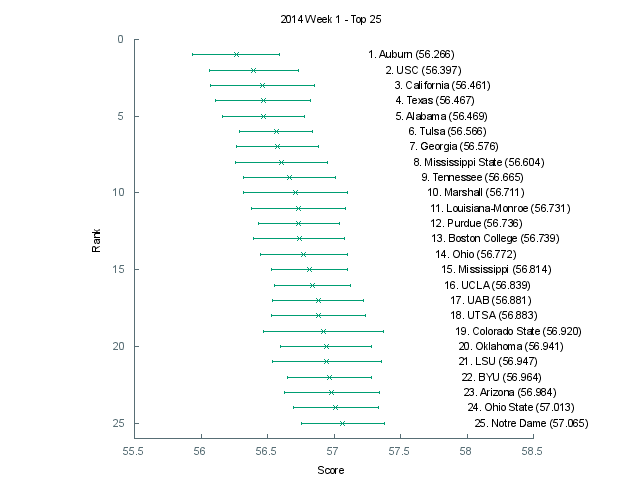 2014 Week 1 - Top 25
0
1. Auburn (56.266)
2. USC (56.397)
3. California (56.461)
4. Texas (56.467)
5
5. Alabama (56.469)
6. Tulsa (56.566)
7. Georgia (56.576)
8. Mississippi State (56.604)
9. Tennessee (56.665)
10
10. Marshall (56.711)
11. Louisiana-Monroe (56.731)
12. Purdue (56.736)
Rank
13. Boston College (56.739)
14. Ohio (56.772)
15
15. Mississippi (56.814)
16. UCLA (56.839)
17. UAB (56.881)
18. UTSA (56.883)
19. Colorado State (56.920)
20
20. Oklahoma (56.941)
21. LSU (56.947)
22. BYU (56.964)
23. Arizona (56.984)
24. Ohio State (57.013)
25
25. Notre Dame (57.065)
55.5 56 56.5 57 57.5 58 58.5
Score